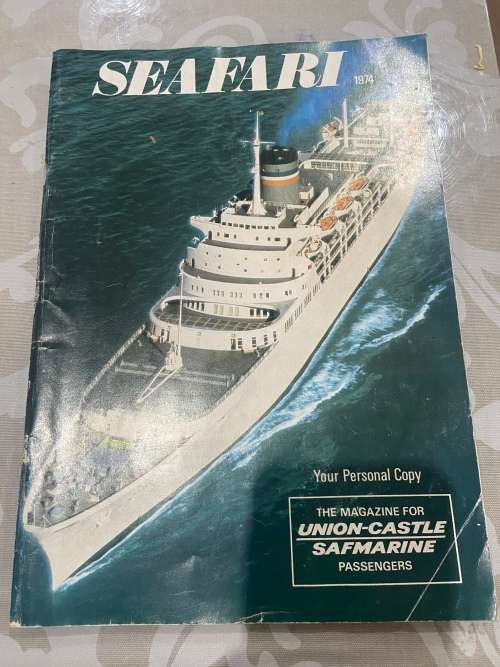 SEAFARI
1974
Your Personal Copy
THE MAGAZINE FOR
UNION-CASTLE
SAFMARINE
PASSENGERS